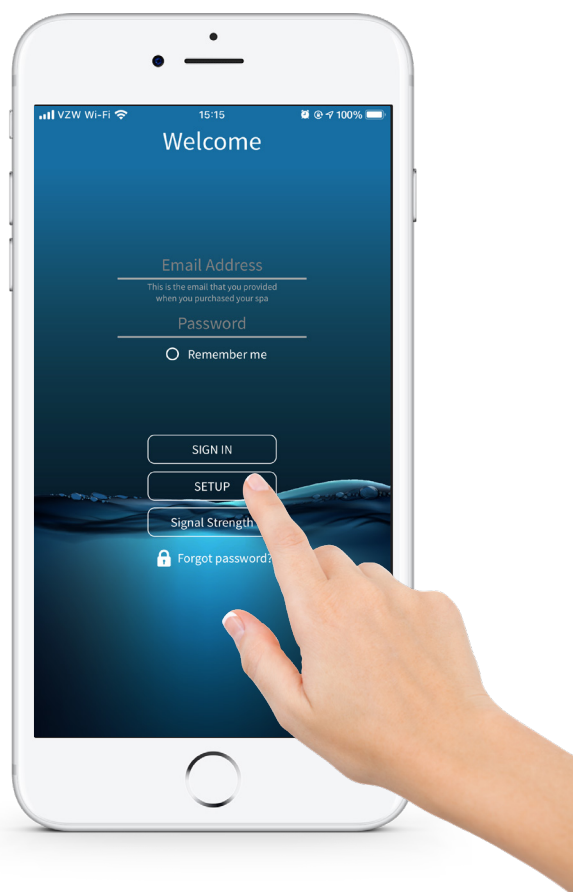 VZW Wi-Fi 15:15 100%
Welcome
Email Address
This is the email that you provided
when you purchased your spa
Password
Remember me
SIGN IN
SETUP
Signal Strength
Forgot password?